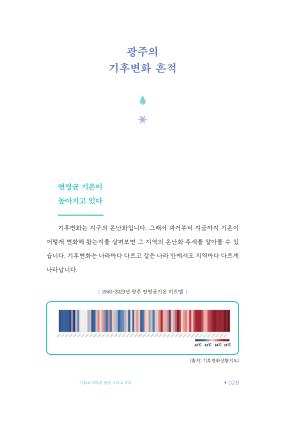 광주의
기후변화 흔적
연평균 기온이
높아지고 있다
기후변화는 지구의 온난화입니다. 그래서 과거부터 지금까지 기온이
어떻게 변화해 왔는지를 살펴보면 그 지역의 온난화 추세를 알아볼 수 있
습니다. 기후변화는 나라마다 다르고 같은 나라 안에서도 지역마다 다르게
나타납니다.
| 1940-2023년 광주 연평균기온 히트맵 |
12℃ 13℃ 14℃ 15℃
(출처: 기후변화상황지도)
028